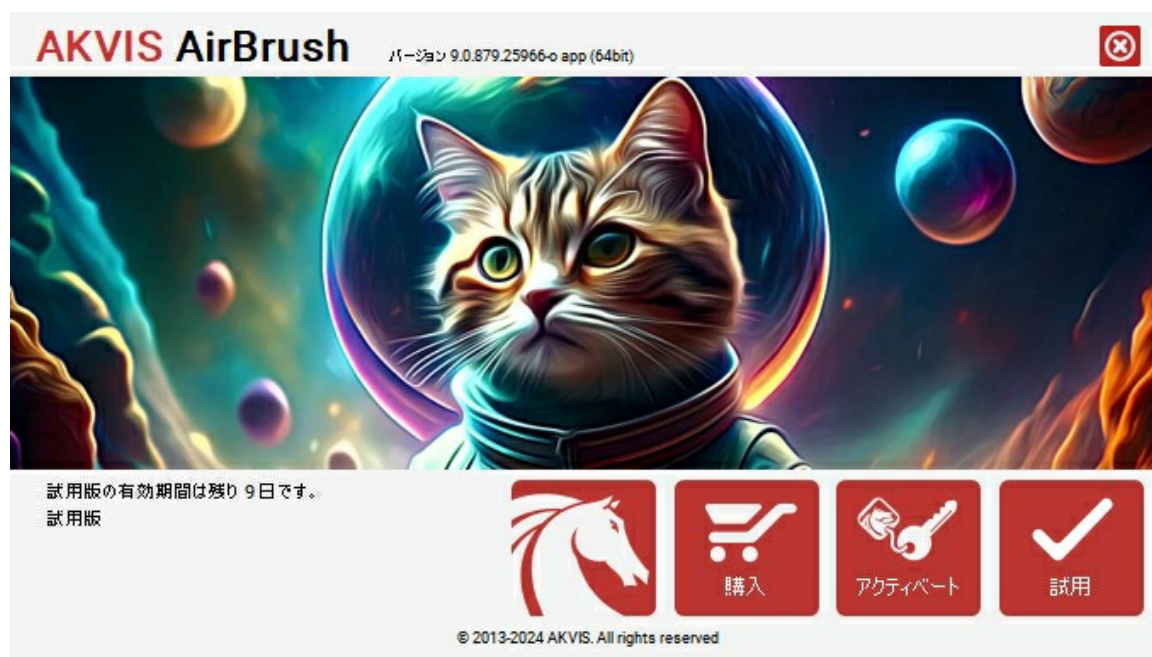 AKVIS AirBrush バージョン 9.0.879.25966-o app (64bit)
試用版の有効期間は残り 9日です。
試用版
購入
アクティベート
試用
© 2013-2024 AKVIS. All rights reserved